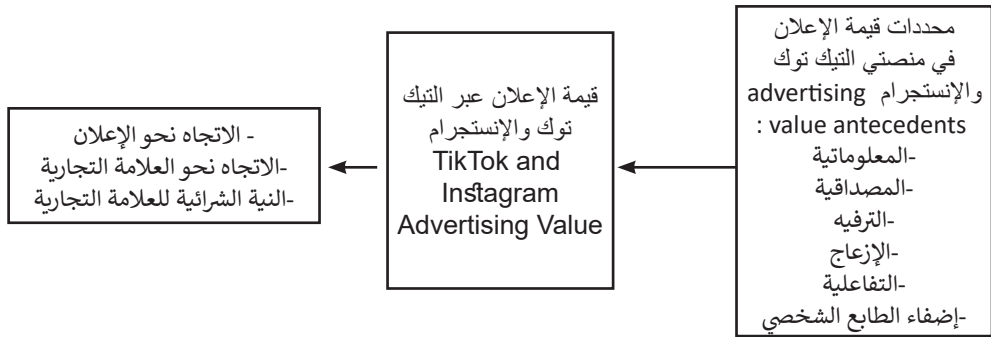 محددات قيمة الإعلان
في منصتي التيك توك
والإنستجرام advertising
value antecedents :
-المعلوماتية
-المصداقية
-الترفيه
-الإزعاج
-التفاعلية
-إضفاء الطابع الشخصي
قيمة الإعلان عبر التيك
توك والإنستجرام
TikTok and
Instagram
Advertising Value
- الاتجاه نحو الإعلان
-الاتجاه نحو العلامة التجارية
-النية الشرائية للعلامة التجارية